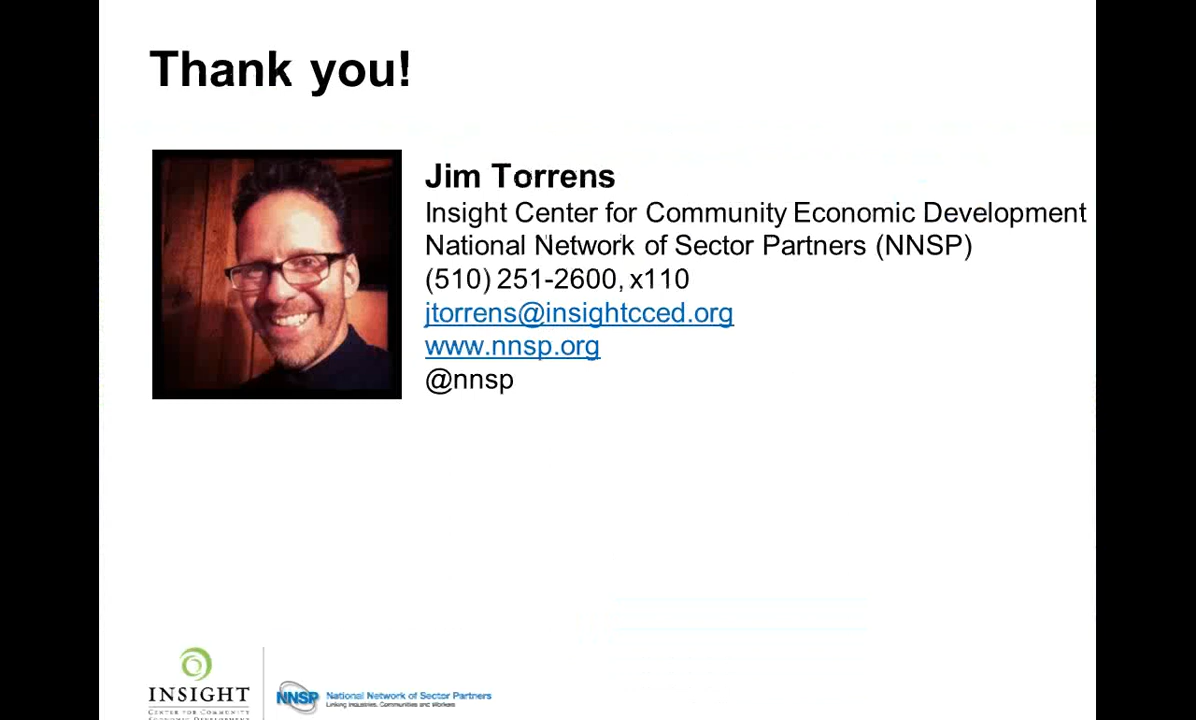 Thank you!
Jim Torrens
Insight Center for Community Economic Development
National Network of Sector Partners (NNSP)
(510) 251-2600, x110
jtorrens@insightcced.org
www.nnsp.org
@nnsp
INSIGHT
CENTER FOR COMMUNITY
ECONOMIC DEVELOPMENT
NNSP National Network of Sector Partners
Linking Industries, Communities and Workers